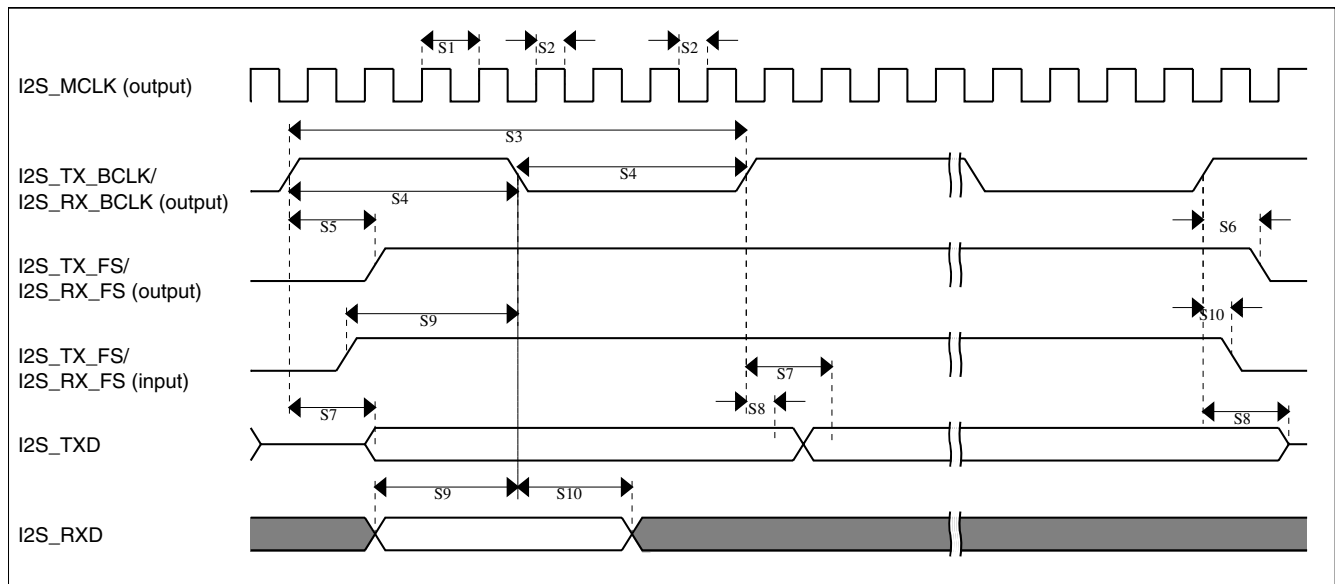 S1 S2 S2
I2S_MCLK (output)
S3
I2S_TX_BCLK/
I2S_RX_BCLK (output)
S4
S4
S5 S6
I2S_TX_FS/
I2S_RX_FS (output)
S9 S10
I2S_TX_FS/
I2S_RX_FS (input)
S7
S7 S8 S8
I2S_TXD
S9 S10
I2S_RXD